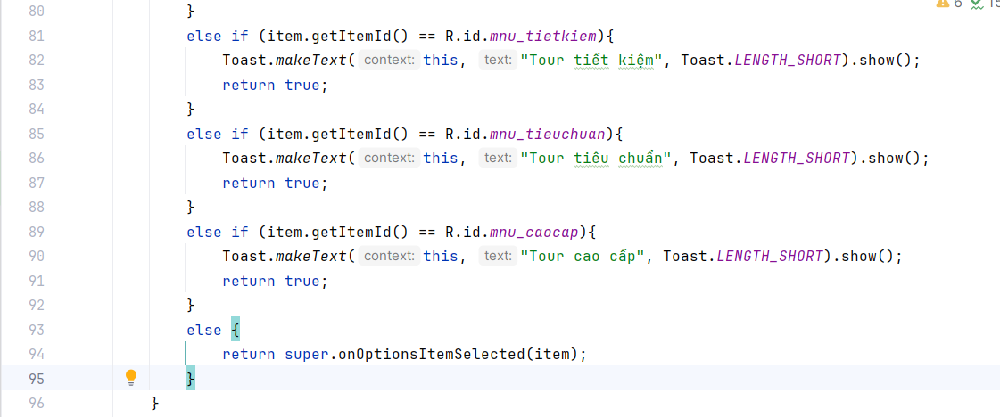 6 15
80 }
81 else if (item.getItemId() == R.id.mnu_tietkiem){
82 Toast.makeText( context: this, text: "Tour tiết kiệm", Toast.LENGTH_SHORT).show();
83 return true;
84 }
85 else if (item.getItemId() == R.id.mnu_tieuchuan){
86 Toast.makeText( context: this, text: "Tour tiêu chuẩn", Toast.LENGTH_SHORT).show();
87 return true;
88 }
89 else if (item.getItemId() == R.id.mnu_caocap){
90 Toast.makeText( context: this, text: "Tour cao cấp", Toast.LENGTH_SHORT).show();
91 return true;
92 }
93 else {
94 return super.onOptionsItemSelected(item);
95 }
96 }